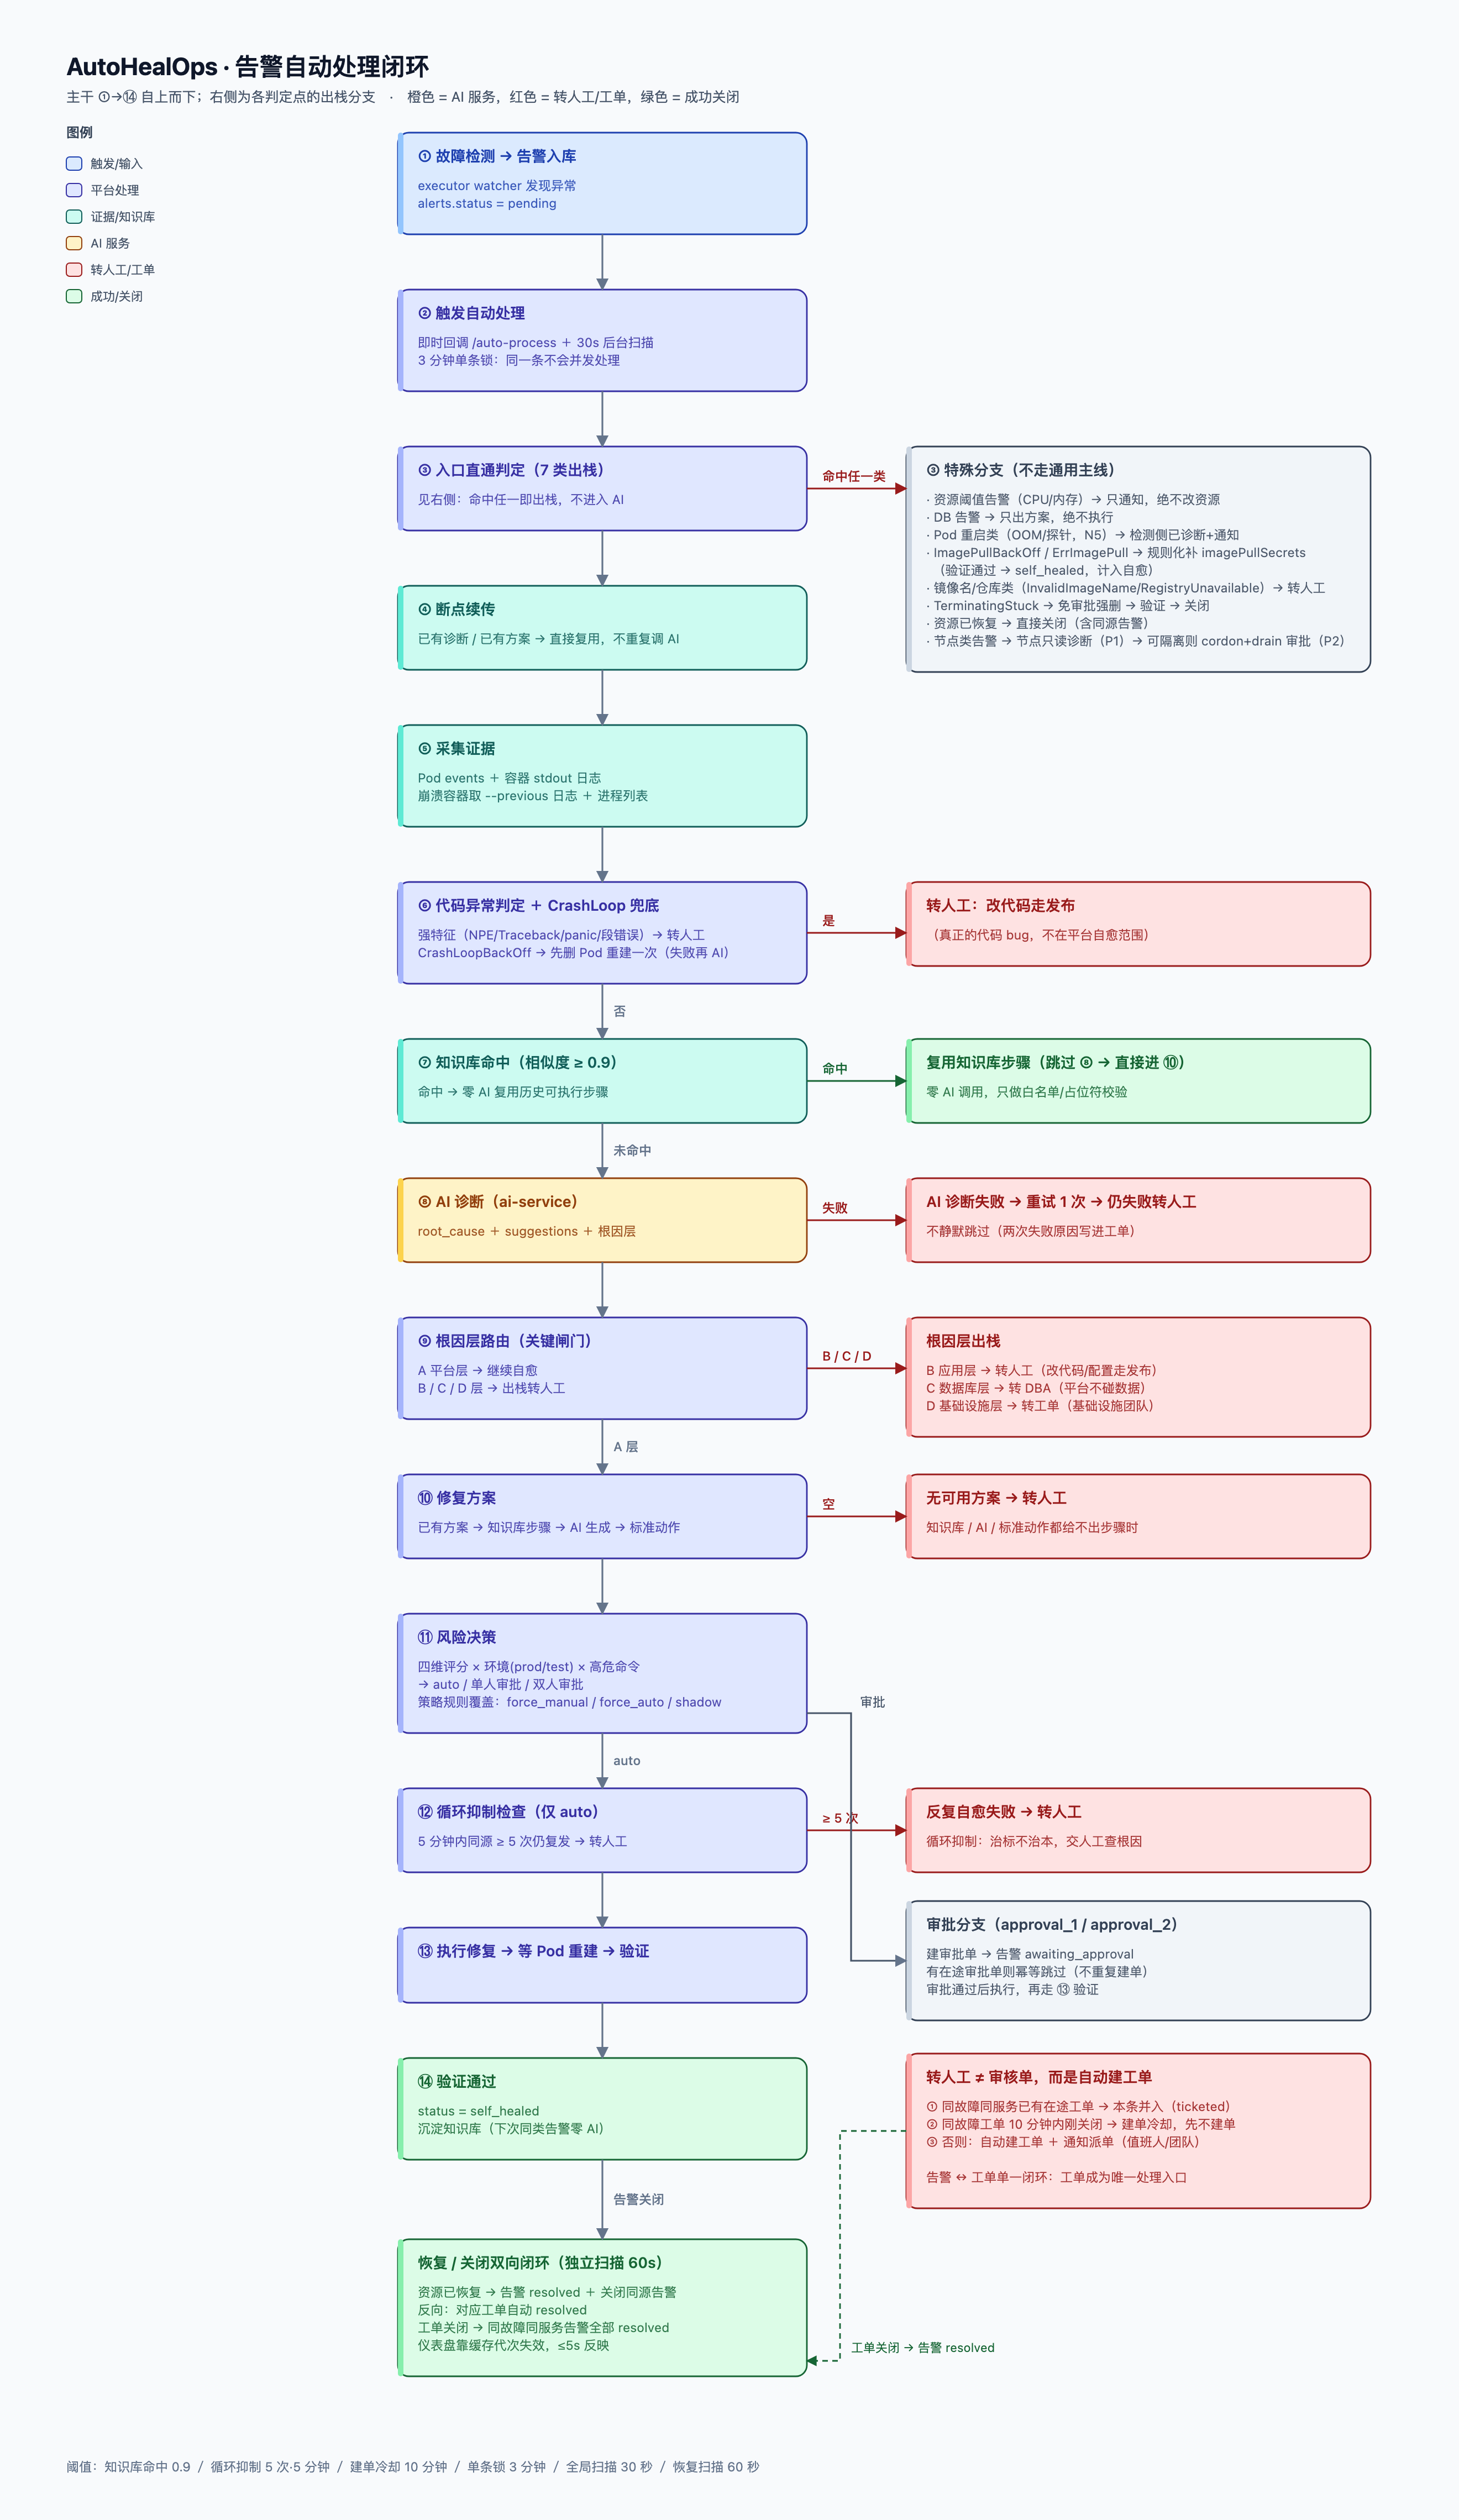 AutoHealOps · 告警自动处理闭环
主干 ①→⑭ 自上而下；右侧为各判定点的出栈分支 · 橙色 = AI 服务，红色 = 转人工/工单，绿色 = 成功关闭
图例
触发/输入
平台处理
证据/知识库
AI 服务
转人工/工单
成功/关闭
① 故障检测 → 告警入库
executor watcher 发现异常
alerts.status = pending
② 触发自动处理
即时回调 /auto-process ＋ 30s 后台扫描
3 分钟单条锁：同一条不会并发处理
③ 入口直通判定（7 类出栈）
见右侧：命中任一即出栈，不进入 AI
命中任一类
③ 特殊分支（不走通用主线）
· 资源阈值告警（CPU/内存）→ 只通知，绝不改资源
· DB 告警 → 只出方案，绝不执行
· Pod 重启类（OOM/探针，N5）→ 检测侧已诊断+通知
· ImagePullBackOff / ErrImagePull → 规则化补 imagePullSecrets
（验证通过 → self_healed，计入自愈）
· 镜像名/仓库类（InvalidImageName/RegistryUnavailable）→ 转人工
· TerminatingStuck → 免审批强删 → 验证 → 关闭
· 资源已恢复 → 直接关闭（含同源告警）
· 节点类告警 → 节点只读诊断（P1）→ 可隔离则 cordon+drain 审批（P2）
④ 断点续传
已有诊断 / 已有方案 → 直接复用，不重复调 AI
⑤ 采集证据
Pod events ＋ 容器 stdout 日志
崩溃容器取 --previous 日志 ＋ 进程列表
⑥ 代码异常判定 ＋ CrashLoop 兜底
强特征（NPE/Traceback/panic/段错误）→ 转人工
CrashLoopBackOff → 先删 Pod 重建一次（失败再 AI）
是
转人工：改代码走发布
（真正的代码 bug，不在平台自愈范围）
否
⑦ 知识库命中（相似度 ≥ 0.9）
命中 → 零 AI 复用历史可执行步骤
命中
复用知识库步骤（跳过 ⑧ → 直接进 ⑩）
零 AI 调用，只做白名单/占位符校验
未命中
⑧ AI 诊断（ai-service）
root_cause ＋ suggestions ＋ 根因层
失败
AI 诊断失败 → 重试 1 次 → 仍失败转人工
不静默跳过（两次失败原因写进工单）
⑨ 根因层路由（关键闸门）
A 平台层 → 继续自愈
B / C / D 层 → 出栈转人工
B / C / D
根因层出栈
B 应用层 → 转人工（改代码/配置走发布）
C 数据库层 → 转 DBA（平台不碰数据）
D 基础设施层 → 转工单（基础设施团队）
A 层
⑩ 修复方案
已有方案 → 知识库步骤 → AI 生成 → 标准动作
空
无可用方案 → 转人工
知识库 / AI / 标准动作都给不出步骤时
⑪ 风险决策
四维评分 × 环境(prod/test) × 高危命令
→ auto / 单人审批 / 双人审批
策略规则覆盖：force_manual / force_auto / shadow
审批
auto
⑫ 循环抑制检查（仅 auto）
5 分钟内同源 ≥ 5 次仍复发 → 转人工
≥ 5 次
反复自愈失败 → 转人工
循环抑制：治标不治本，交人工查根因
⑬ 执行修复 → 等 Pod 重建 → 验证
审批分支（approval_1 / approval_2）
建审批单 → 告警 awaiting_approval
有在途审批单则幂等跳过（不重复建单）
审批通过后执行，再走 ⑬ 验证
⑭ 验证通过
status = self_healed
沉淀知识库（下次同类告警零 AI）
转人工 ≠ 审核单，而是自动建工单
① 同故障同服务已有在途工单 → 本条并入（ticketed）
② 同故障工单 10 分钟内刚关闭 → 建单冷却，先不建单
③ 否则：自动建工单 ＋ 通知派单（值班人/团队）
告警 ↔ 工单单一闭环：工单成为唯一处理入口
告警关闭
恢复 / 关闭双向闭环（独立扫描 60s）
资源已恢复 → 告警 resolved ＋ 关闭同源告警
反向：对应工单自动 resolved
工单关闭 → 同故障同服务告警全部 resolved
仪表盘靠缓存代次失效，≤5s 反映
工单关闭 → 告警 resolved
阈值：知识库命中 0.9 / 循环抑制 5 次·5 分钟 / 建单冷却 10 分钟 / 单条锁 3 分钟 / 全局扫描 30 秒 / 恢复扫描 60 秒